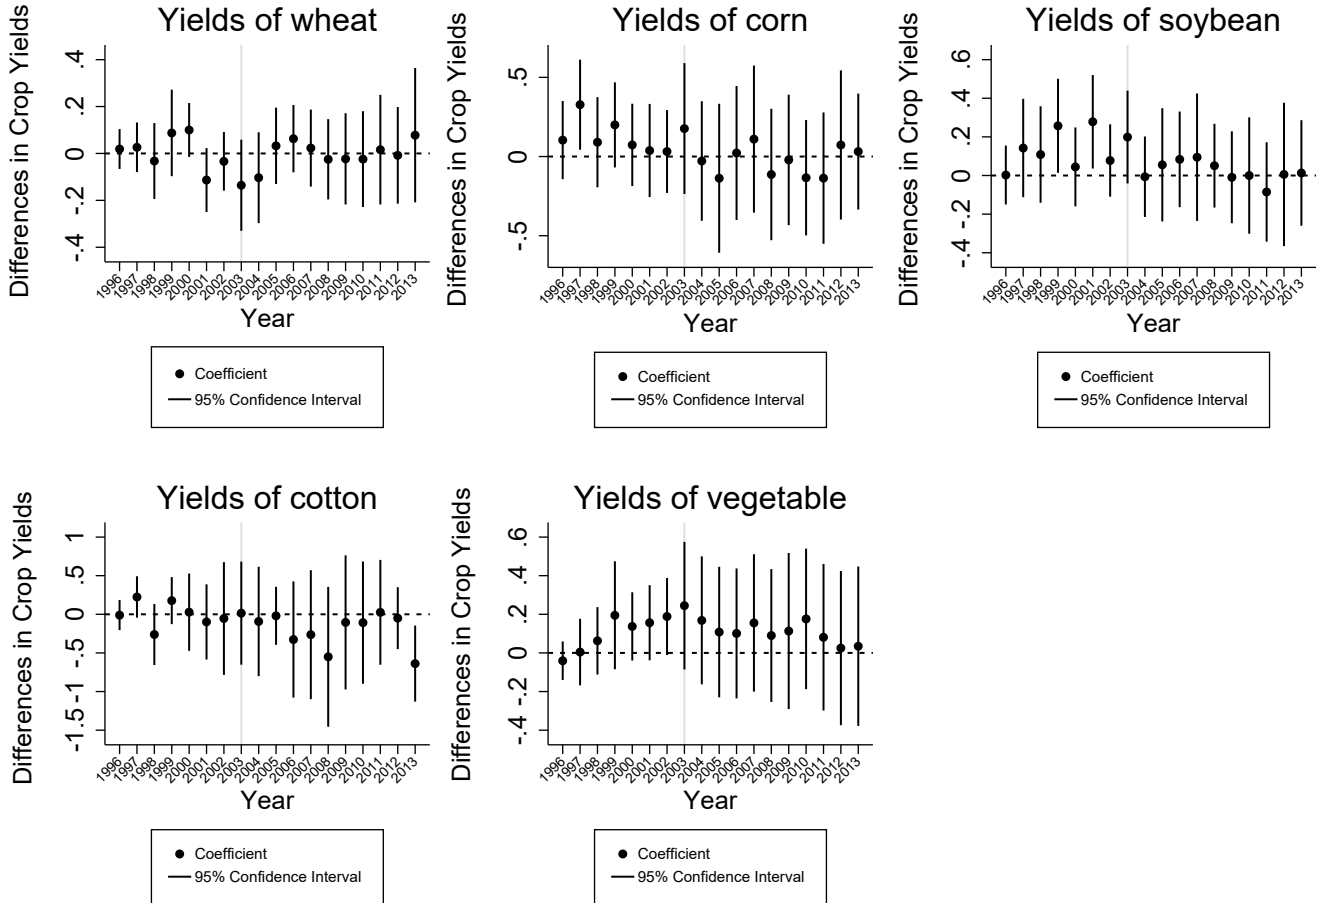 Yields of wheat
Differences in Crop Yields
.4
.2
0
-.2
-.4
1996 1997 1998 1999 2000 2001 2002 2003 2004 2005 2006 2007 2008 2009 2010 2011 2012 2013
Year
Coefficient
95% Confidence Interval
Yields of corn
Differences in Crop Yields
.5
0
-.5
1996 1997 1998 1999 2000 2001 2002 2003 2004 2005 2006 2007 2008 2009 2010 2011 2012 2013
Year
Coefficient
95% Confidence Interval
Yields of soybean
Differences in Crop Yields
.6
.4
.2
0
-.2
-.4
1996 1997 1998 1999 2000 2001 2002 2003 2004 2005 2006 2007 2008 2009 2010 2011 2012 2013
Year
Coefficient
95% Confidence Interval
Yields of cotton
Differences in Crop Yields
1
.5
0
-.5
-1
-1.5
1996 1997 1998 1999 2000 2001 2002 2003 2004 2005 2006 2007 2008 2009 2010 2011 2012 2013
Year
Coefficient
95% Confidence Interval
Yields of vegetable
Differences in Crop Yields
.6
.4
.2
0
-.2
-.4
1996 1997 1998 1999 2000 2001 2002 2003 2004 2005 2006 2007 2008 2009 2010 2011 2012 2013
Year
Coefficient
95% Confidence Interval